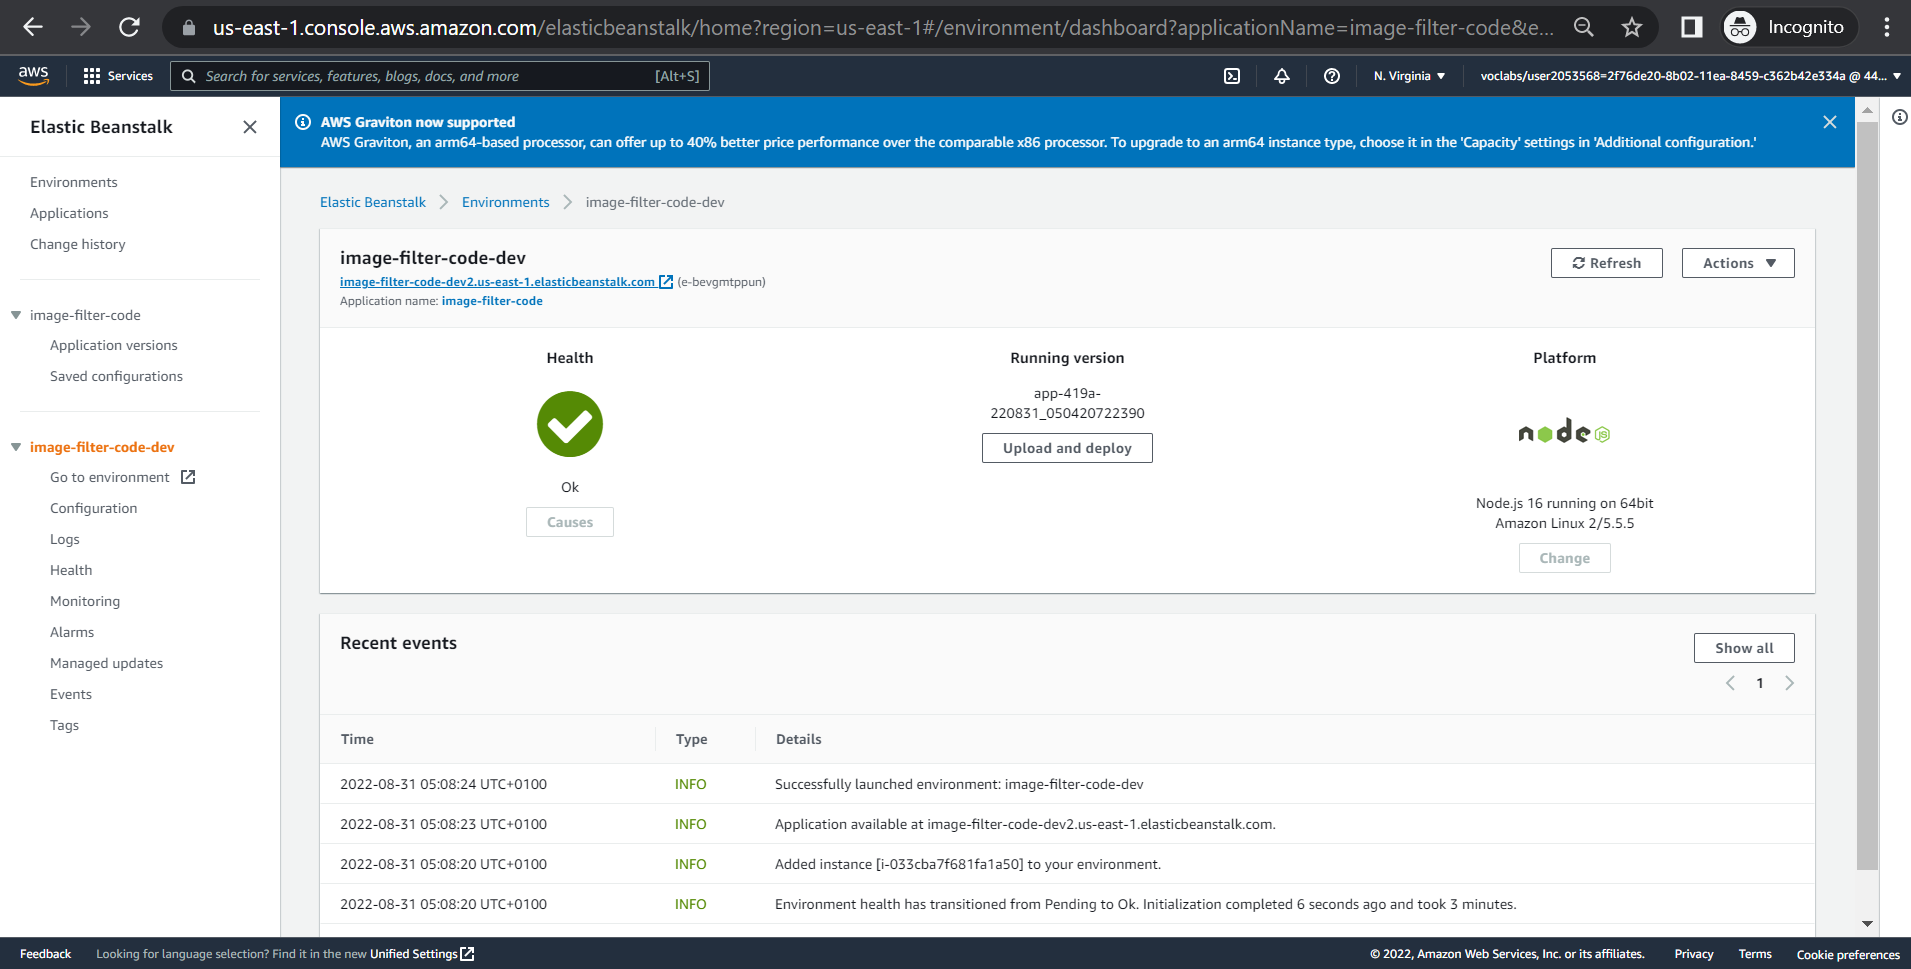 us-east-1.console.aws.amazon.com/elasticbeanstalk/home?region=us-east-1#/environment/dashboard?applicationName=image-filter-code&e...
Incognito
aws
Services
Search for services, features, blogs, docs, and more
[Alt+S]
N. Virginia
voclabs/user2053568=2f76de20-8b02-11ea-8459-c362b42e334a @ 44...
Elastic Beanstalk
Environments
Applications
Change history
image-filter-code
Application versions
Saved configurations
image-filter-code-dev
Go to environment
Configuration
Logs
Health
Monitoring
Alarms
Managed updates
Events
Tags
AWS Graviton now supported
AWS Graviton, an arm64-based processor, can offer up to 40% better price performance over the comparable x86 processor. To upgrade to an arm64 instance type, choose it in the 'Capacity' settings in 'Additional configuration.'
Elastic Beanstalk
Environments
image-filter-code-dev
image-filter-code-dev
image-filter-code-dev2.us-east-1.elasticbeanstalk.com (e-bevgmtppun)
Application name: image-filter-code
Refresh
Actions
Health
Ok
Causes
Running version
app-419a-
220831_050420722390
Upload and deploy
Platform
node JS
Node.js 16 running on 64bit
Amazon Linux 2/5.5.5
Change
Recent events
Show all
1
Time Type Details
2022-08-31 05:08:24 UTC+0100 INFO Successfully launched environment: image-filter-code-dev
2022-08-31 05:08:23 UTC+0100 INFO Application available at image-filter-code-dev2.us-east-1.elasticbeanstalk.com.
2022-08-31 05:08:20 UTC+0100 INFO Added instance [i-033cba7f681fa1a50] to your environment.
2022-08-31 05:08:20 UTC+0100 INFO Environment health has transitioned from Pending to Ok. Initialization completed 6 seconds ago and took 3 minutes.
Feedback
Looking for language selection? Find it in the new Unified Settings
© 2022, Amazon Web Services, Inc. or its affiliates.
Privacy
Terms
Cookie preferences